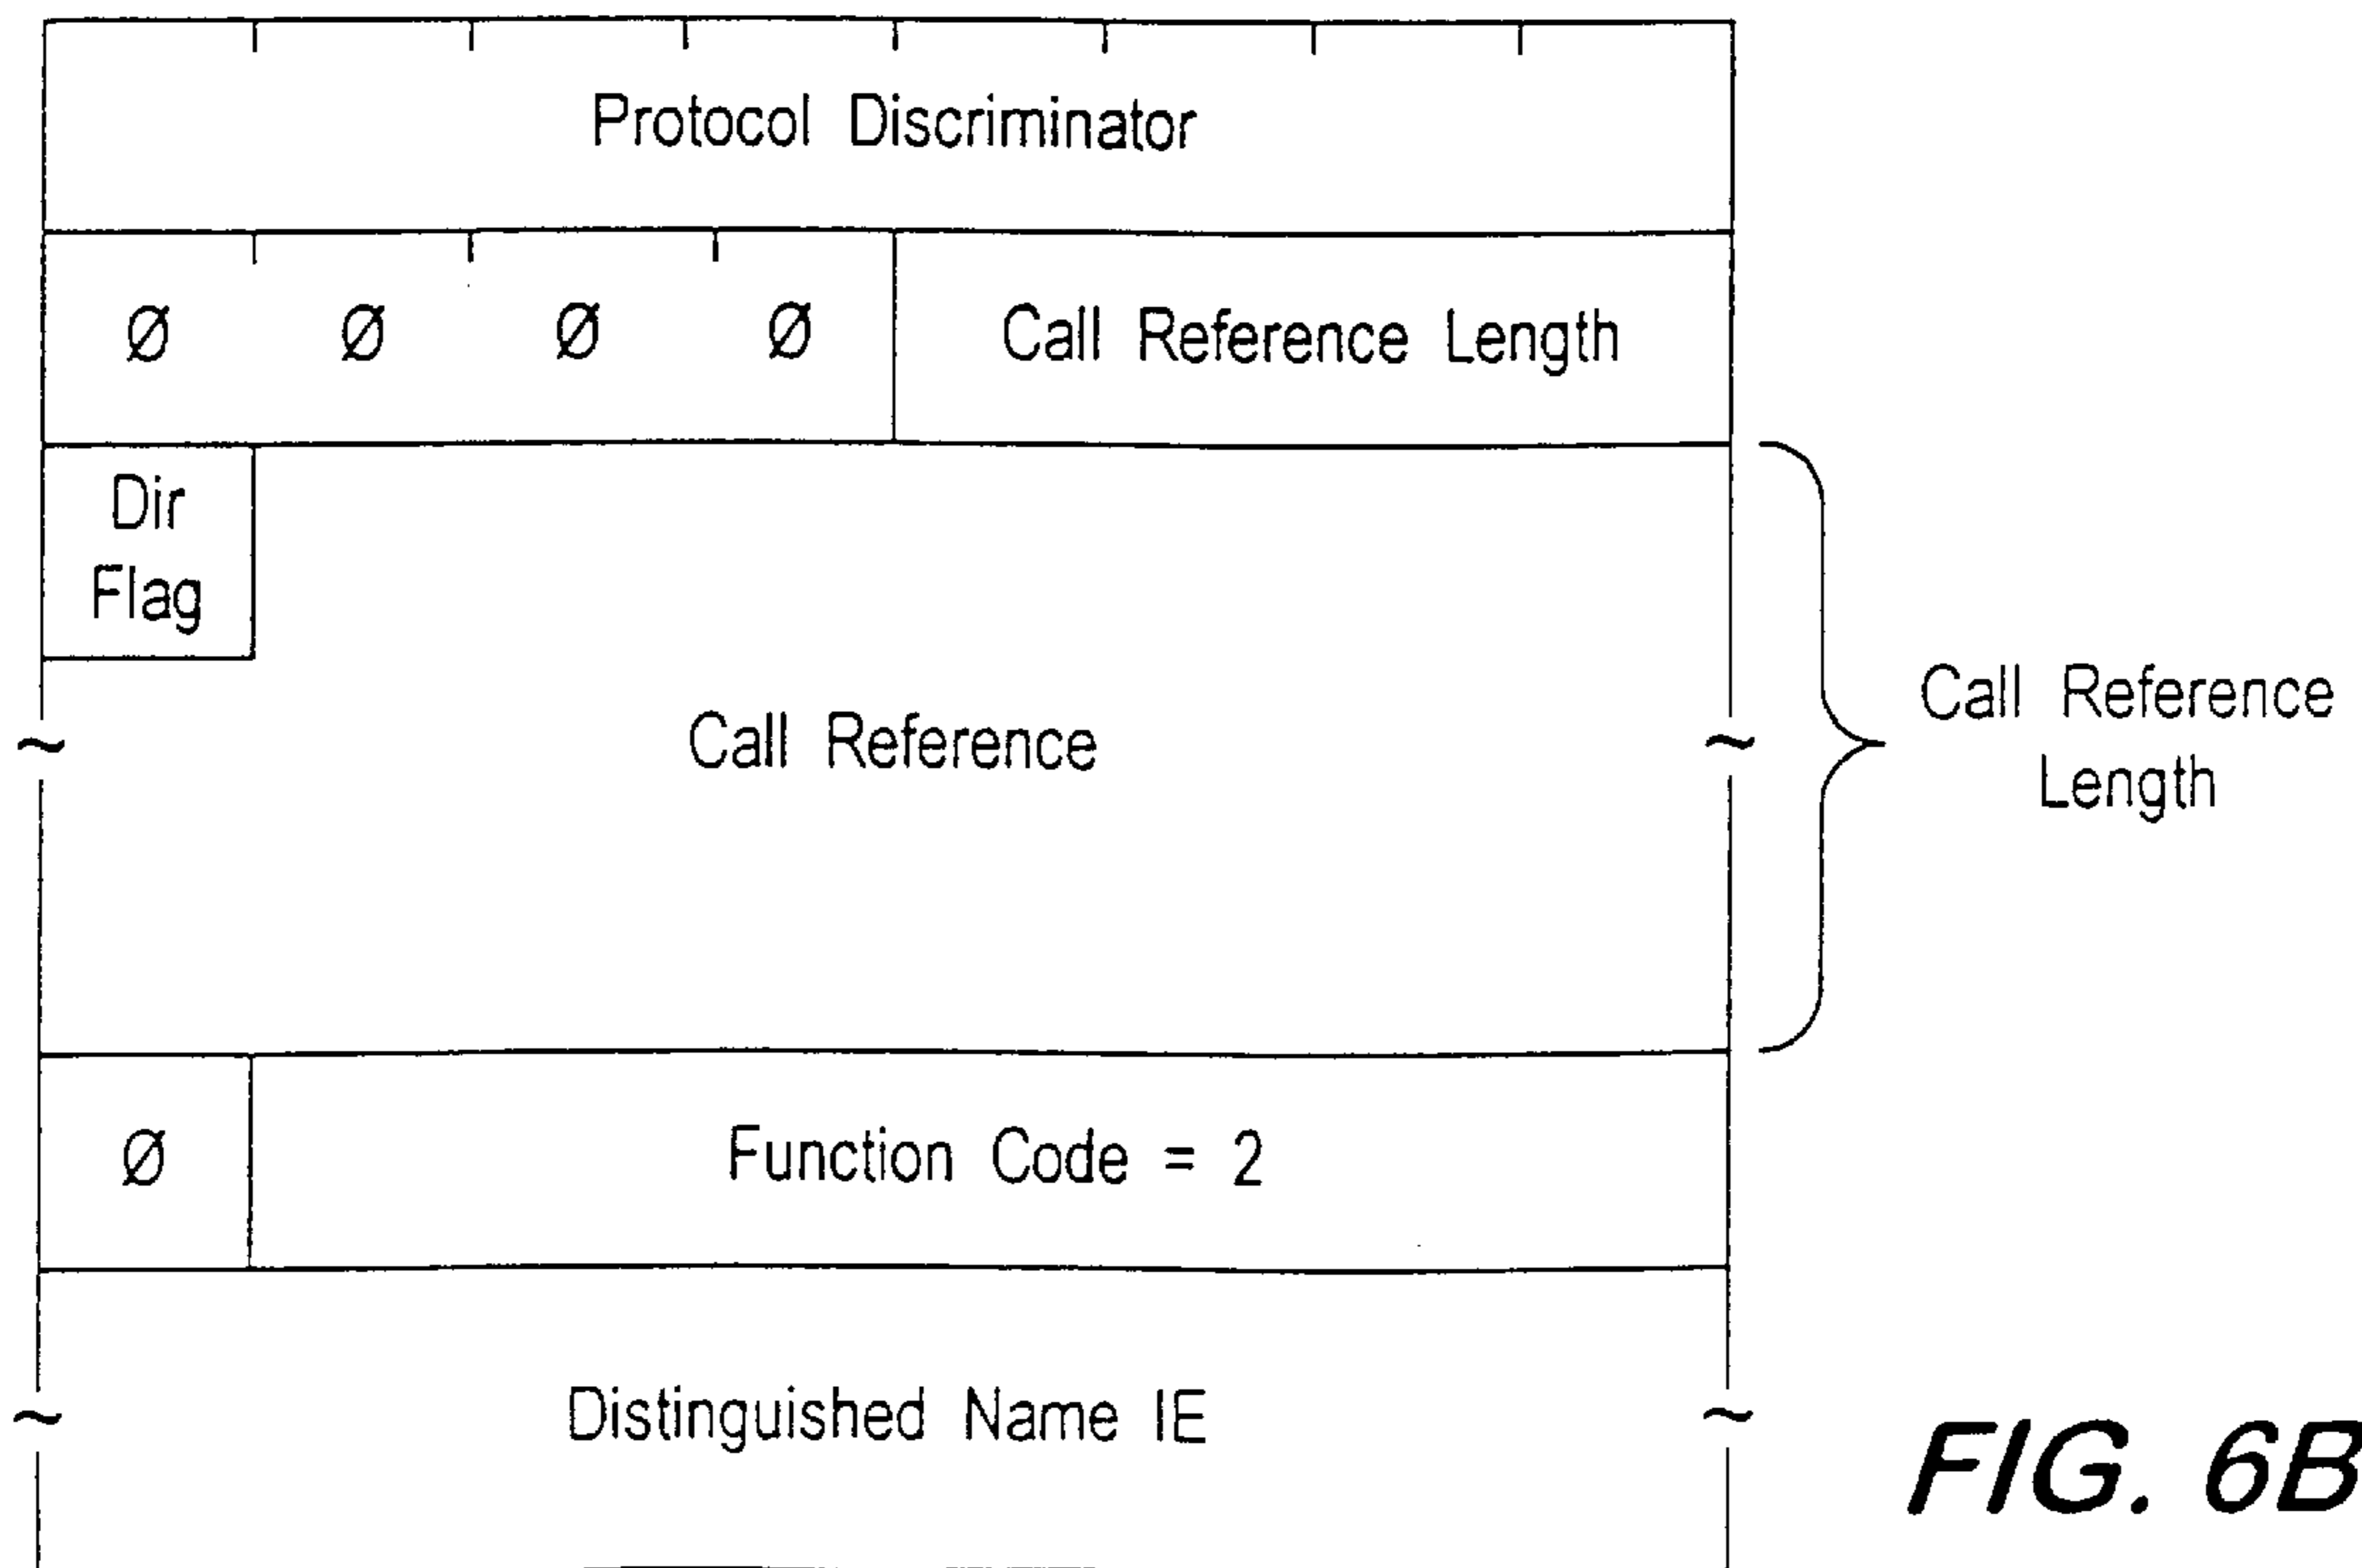 Protocol Discriminator
Ø Ø Ø Ø Call Reference Length
Dir
Flag
Call Reference
Call Reference
Length
Ø Function Code = 2
Distinguished Name IE
FIG. 6B
~ ~
~ ~